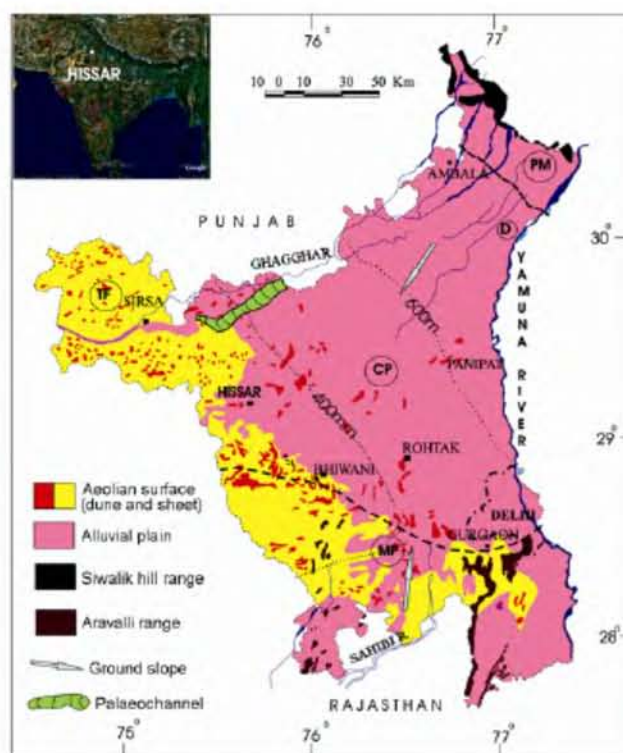 76°
77°
HISSAR
Google
10 0 10 30 50 Km
PM
AMBALA
PUNJAB
D
GHAGGHAR
30°
YAMUNA RIVER
TF
SIRSA
600m.
CP
PANIPAT
HISSAR
400mm.
29°
ROHTAK
BHIWANI
Aeolian surface
(dune and sheet)
DELHI
GURGAON
Alluvial plain
MP
Siwalik hill range
Aravalli range
28°
SAHIBI R.
Ground slope
RAJASTHAN
Palaeochannel
75°
76°
77°